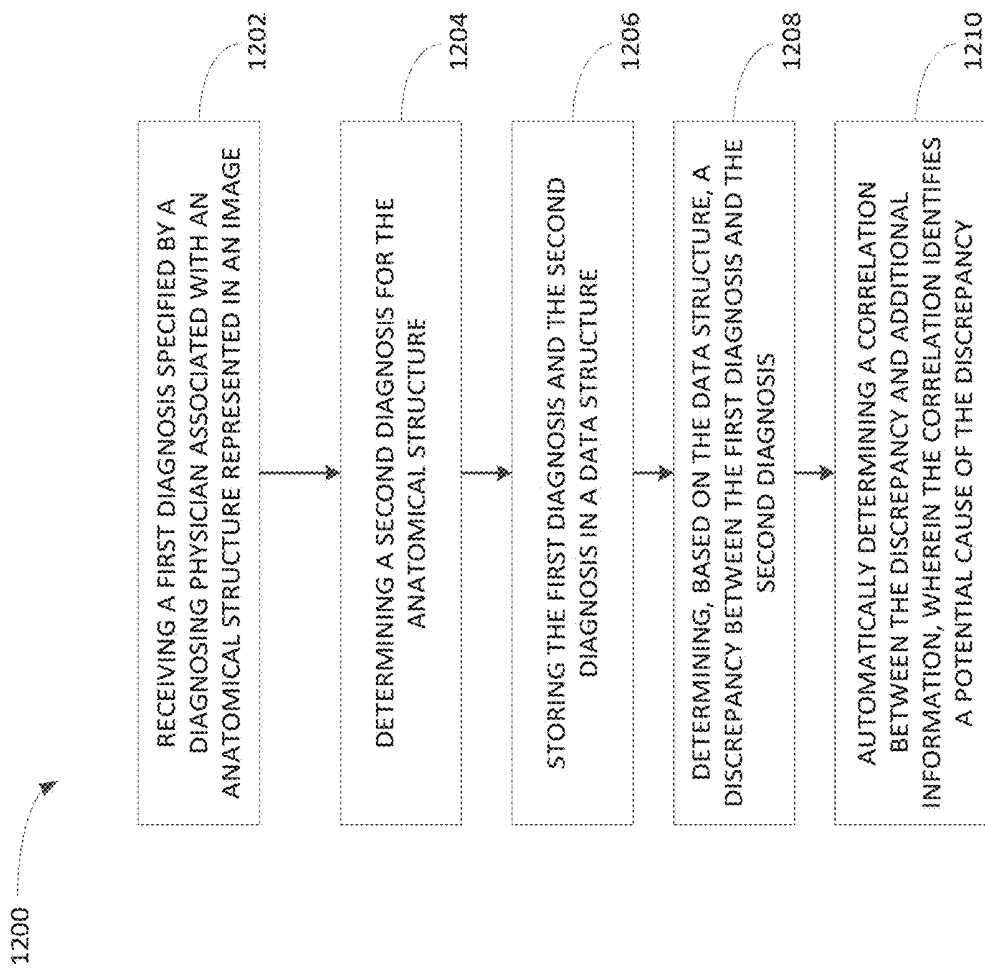 1200
RECEIVING A FIRST DIAGNOSIS SPECIFIED BY A
DIAGNOSING PHYSICIAN ASSOCIATED WITH AN
ANATOMICAL STRUCTURE REPRESENTED IN AN IMAGE
1202
DETERMINING A SECOND DIAGNOSIS FOR THE
ANATOMICAL STRUCTURE
1204
STORING THE FIRST DIAGNOSIS AND THE SECOND
DIAGNOSIS IN A DATA STRUCTURE
1206
DETERMINING, BASED ON THE DATA STRUCTURE, A
DISCREPANCY BETWEEN THE FIRST DIAGNOSIS AND THE
SECOND DIAGNOSIS
1208
AUTOMATICALLY DETERMINING A CORRELATION
BETWEEN THE DISCREPANCY AND ADDITIONAL
INFORMATION, WHEREIN THE CORRELATION IDENTIFIES
A POTENTIAL CAUSE OF THE DISCREPANCY
1210